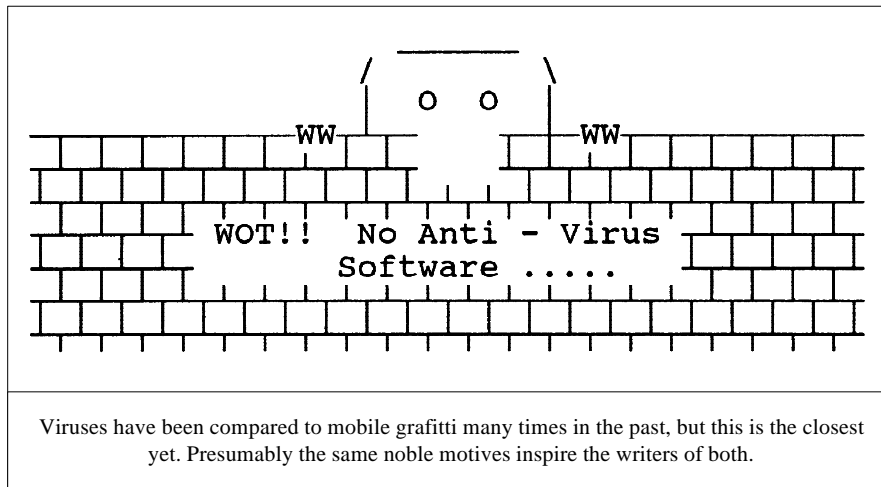 O O
WW WW
WOT!! No Anti - Virus
Software .....
Viruses have been compared to mobile grafitti many times in the past, but this is the closest
yet. Presumably the same noble motives inspire the writers of both.